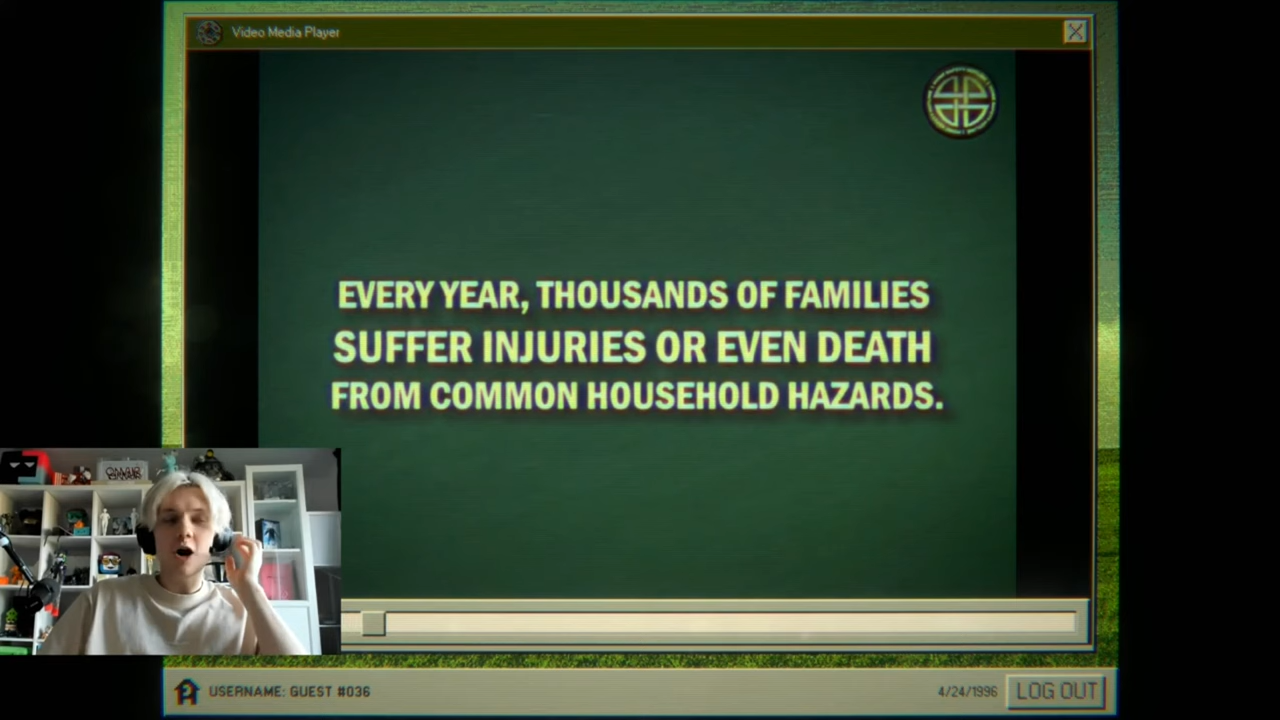 Video Media Player
EVERY YEAR, THOUSANDS OF FAMILIES
SUFFER INJURIES OR EVEN DEATH
FROM COMMON HOUSEHOLD HAZARDS.
USERNAME: GUEST #036
4/24/1996
LOG OUT